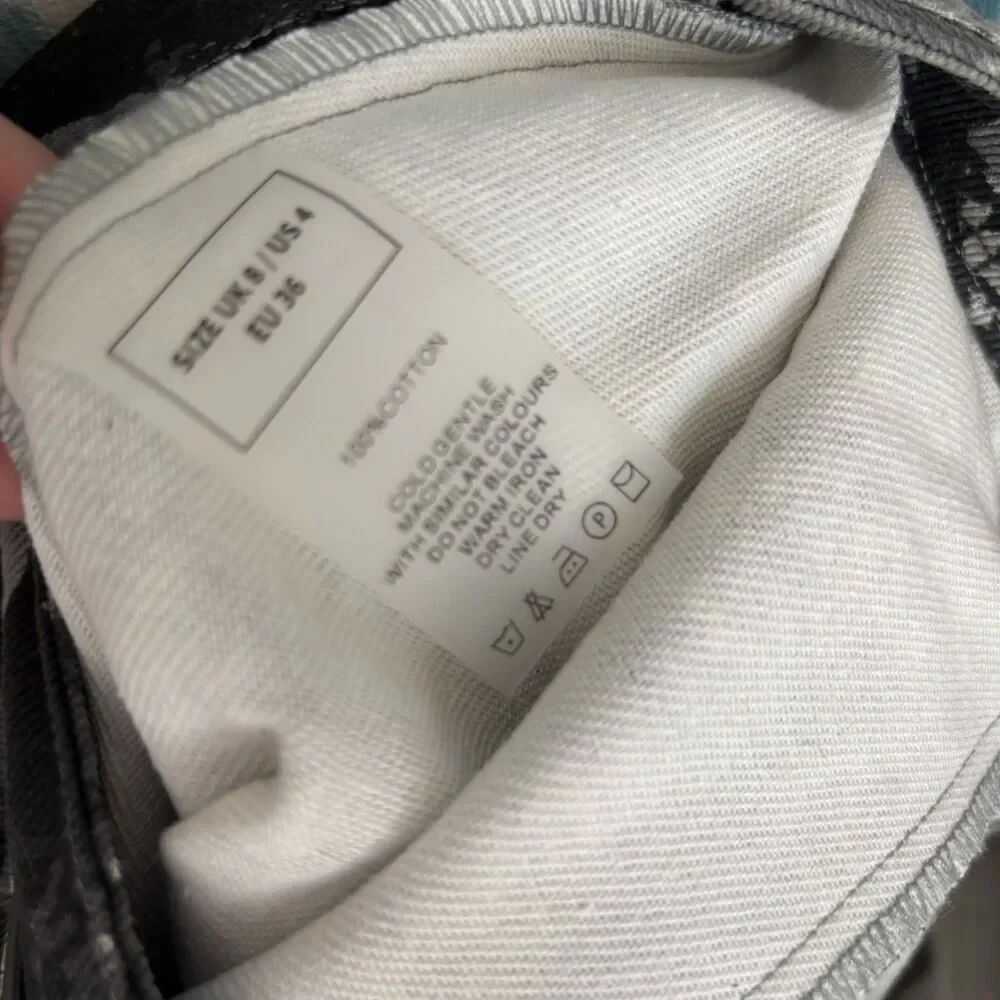 SIZE UK 8 / US 4
EU 36
100%COTTON
COLD GENTLE
MACHINE WASH
WITH SIMILAR COLOURS
DO NOT BLEACH
WARM IRON
DRY CLEAN
LINE DRY
P